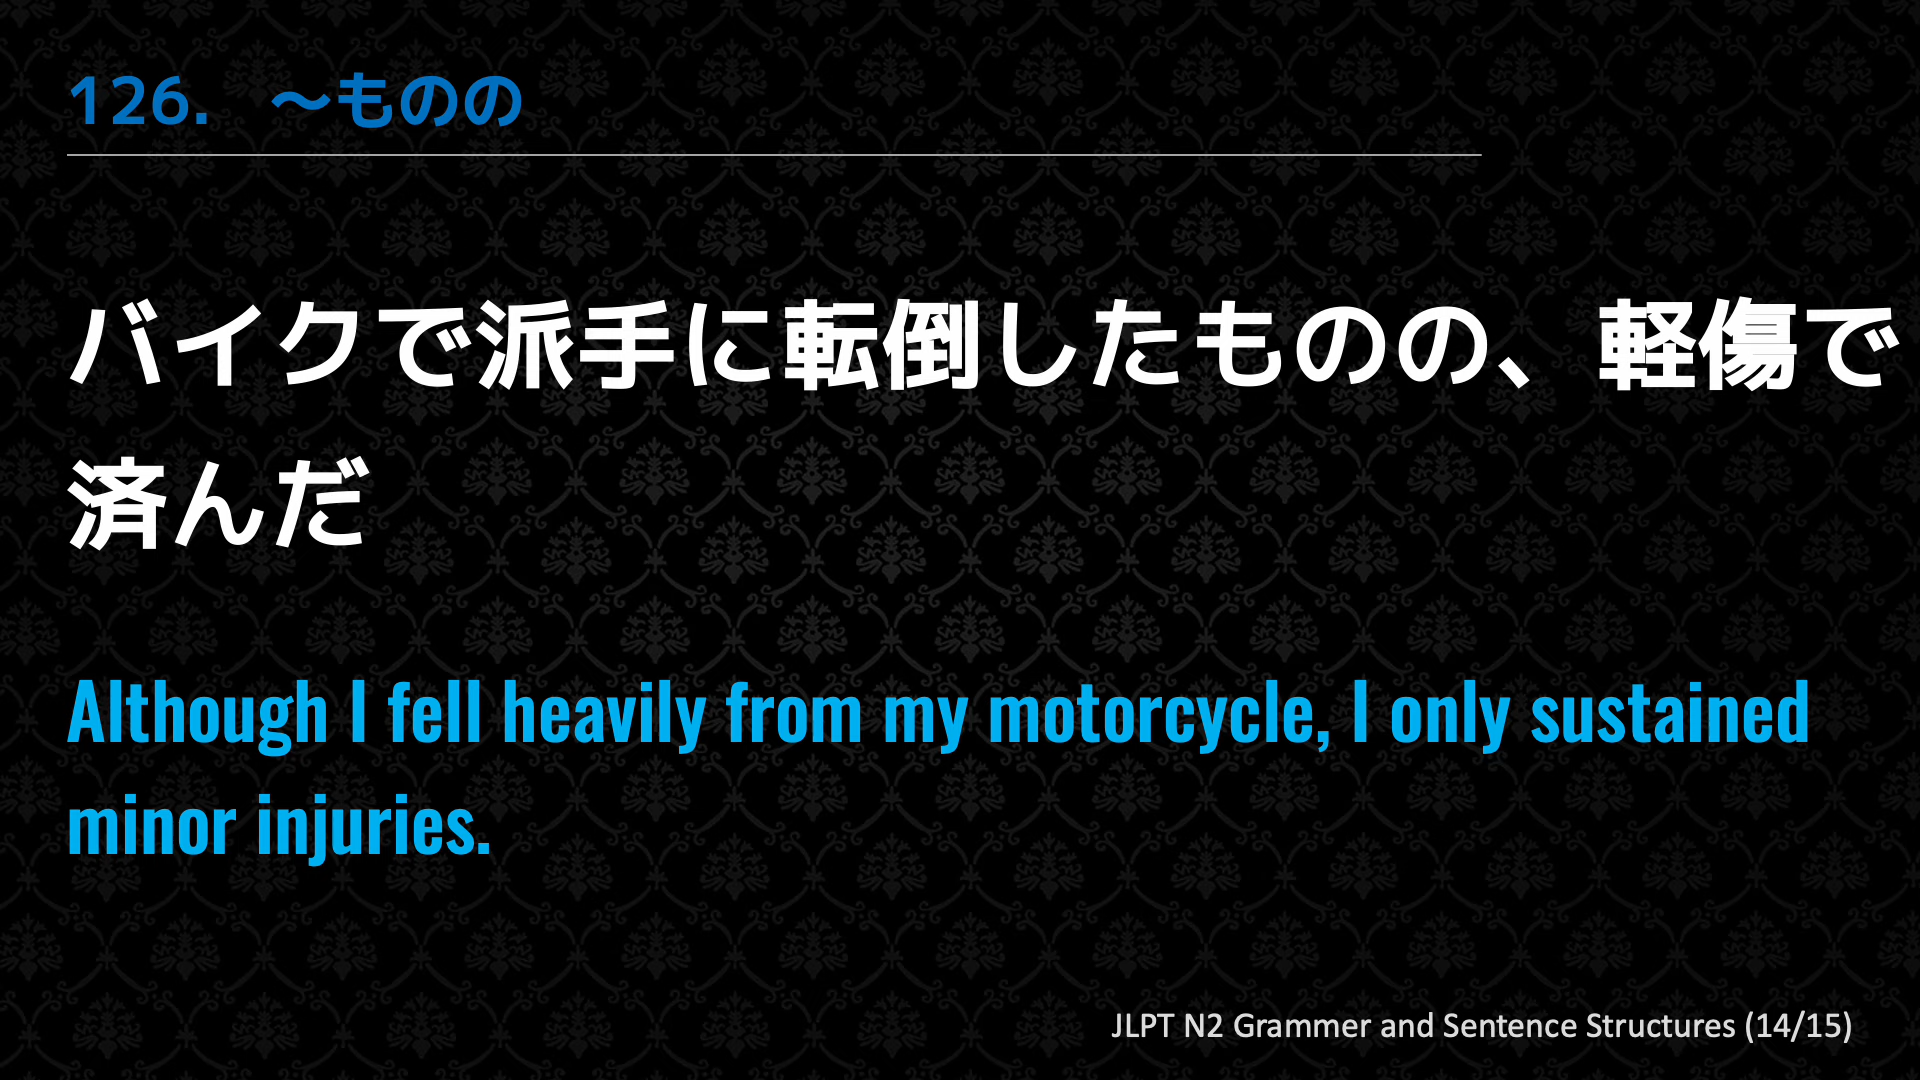 126. ～ものの
バイクで派手に転倒したものの、軽傷で
済んだ
Although I fell heavily from my motorcycle, I only sustained
minor injuries.
JLPT N2 Grammer and Sentence Structures (14/15)